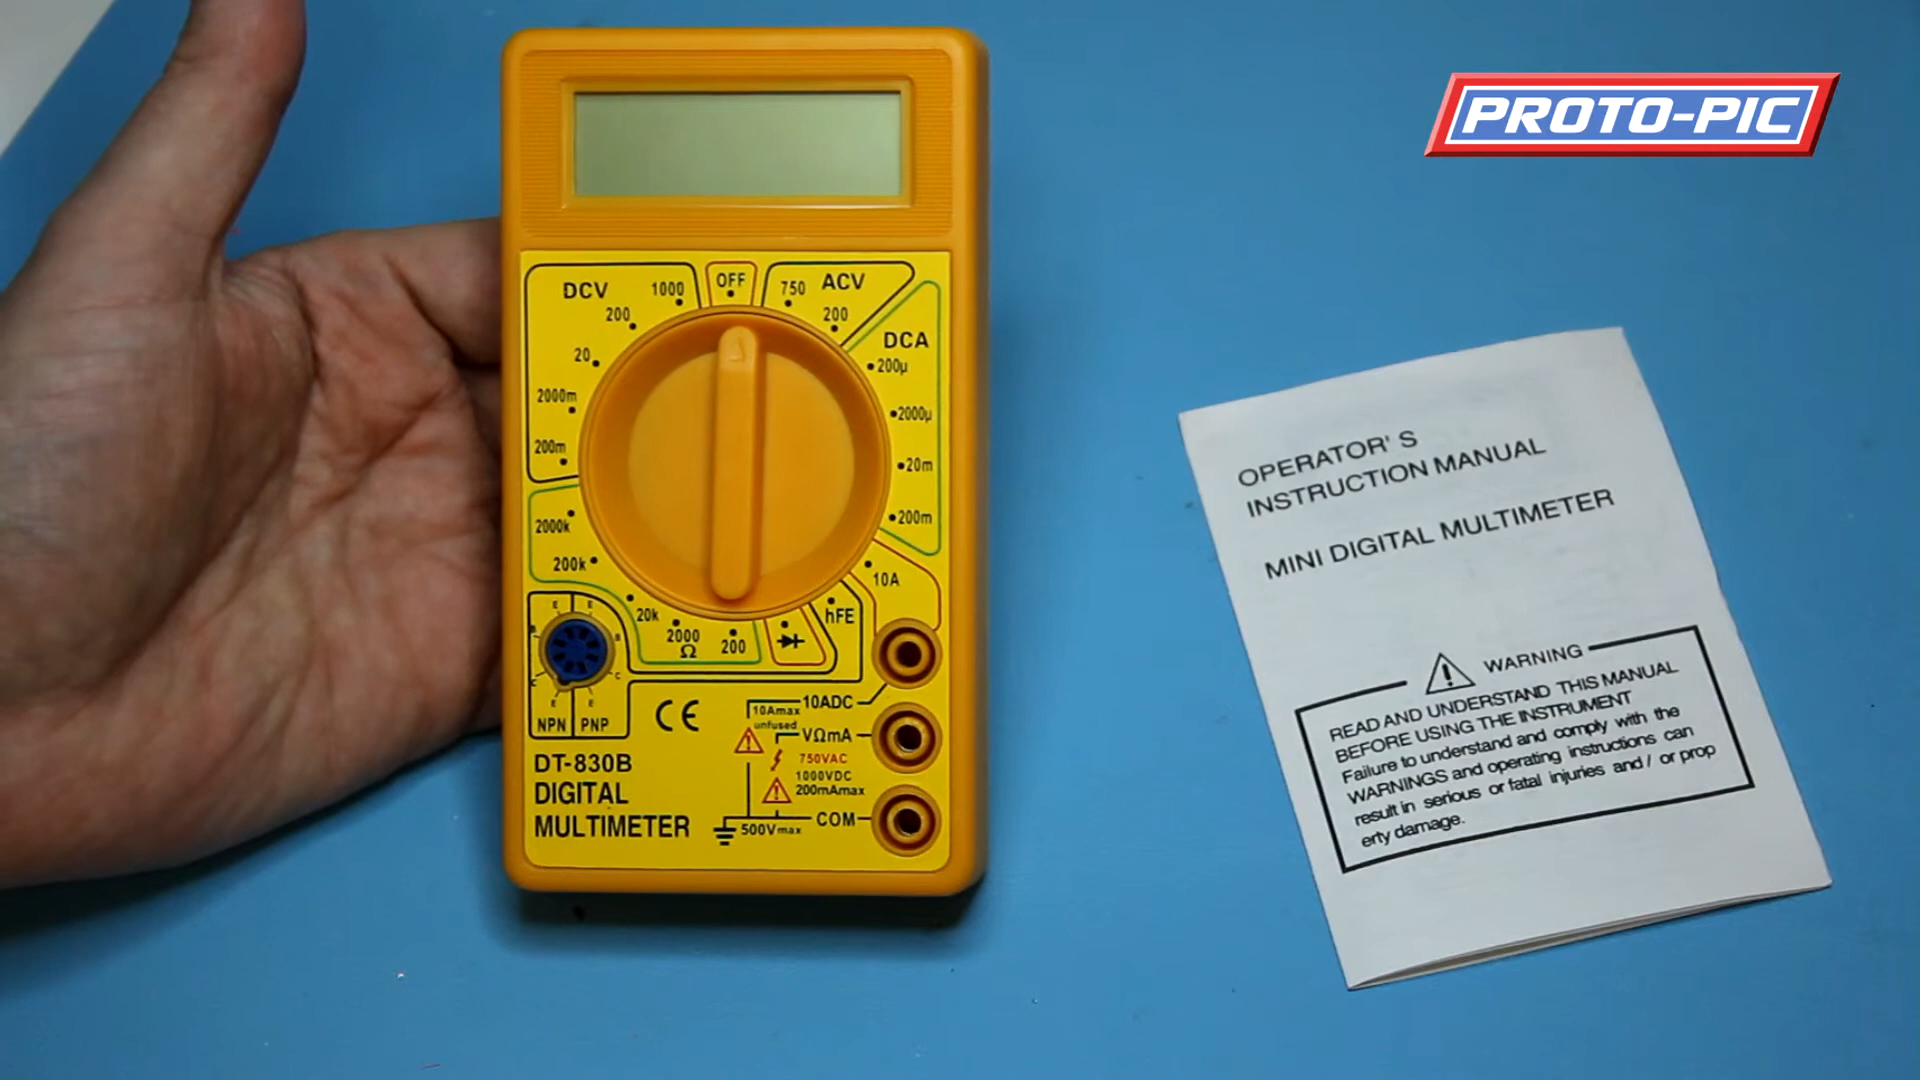 PROTO-PIC
DCV
1000
OFF
750
ACV
200
200
DCA
20
200µ
2000m
2000µ
200m
20m
2000k
200m
200k
10A
20k
2000
Ω
200
hFE
E
E
B
B
C
C
E
E
NPN
PNP
CE
10Amax
10ADC
unfused
VΩmA
750VAC
1000VDC
200mAmax
500Vmax
COM
DT-830B
DIGITAL
MULTIMETER
OPERATOR' S
INSTRUCTION MANUAL
MINI DIGITAL MULTIMETER
WARNING
READ AND UNDERSTAND THIS MANUAL
BEFORE USING THE INSTRUMENT
Failure to understand and comply with the
WARNINGS and operating instructions can
result in serious or fatal injuries and / or prop
erty damage.